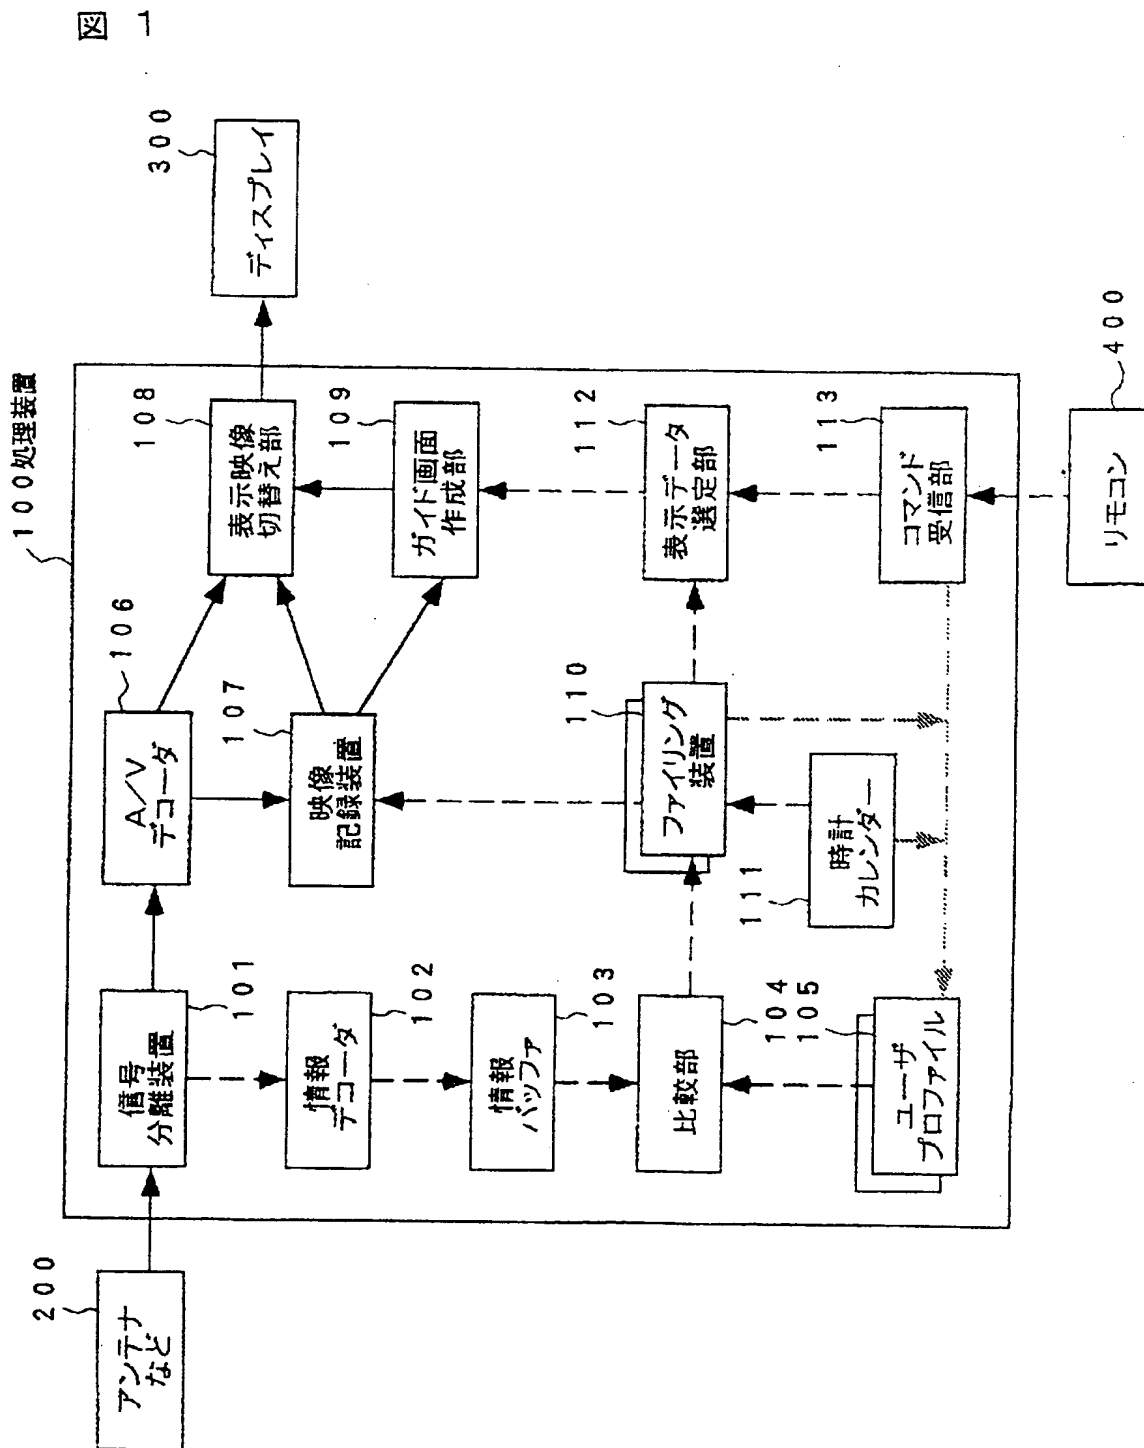 図 1
100処理装置
200
アンテナ
など
信号
分離装置
101
A/V
デコーダ
106
表示映像
切替え部
108
ディスプレイ
300
情報
デコーダ
102
映像
記録装置
107
ガイド画面
作成部
109
情報
バッファ
103
比較部
104
ファイリング
装置
110
表示データ
選定部
112
105
ユーザ
プロファイル
111
時計
カレンダー
コマンド
受信部
113
リモコン
400